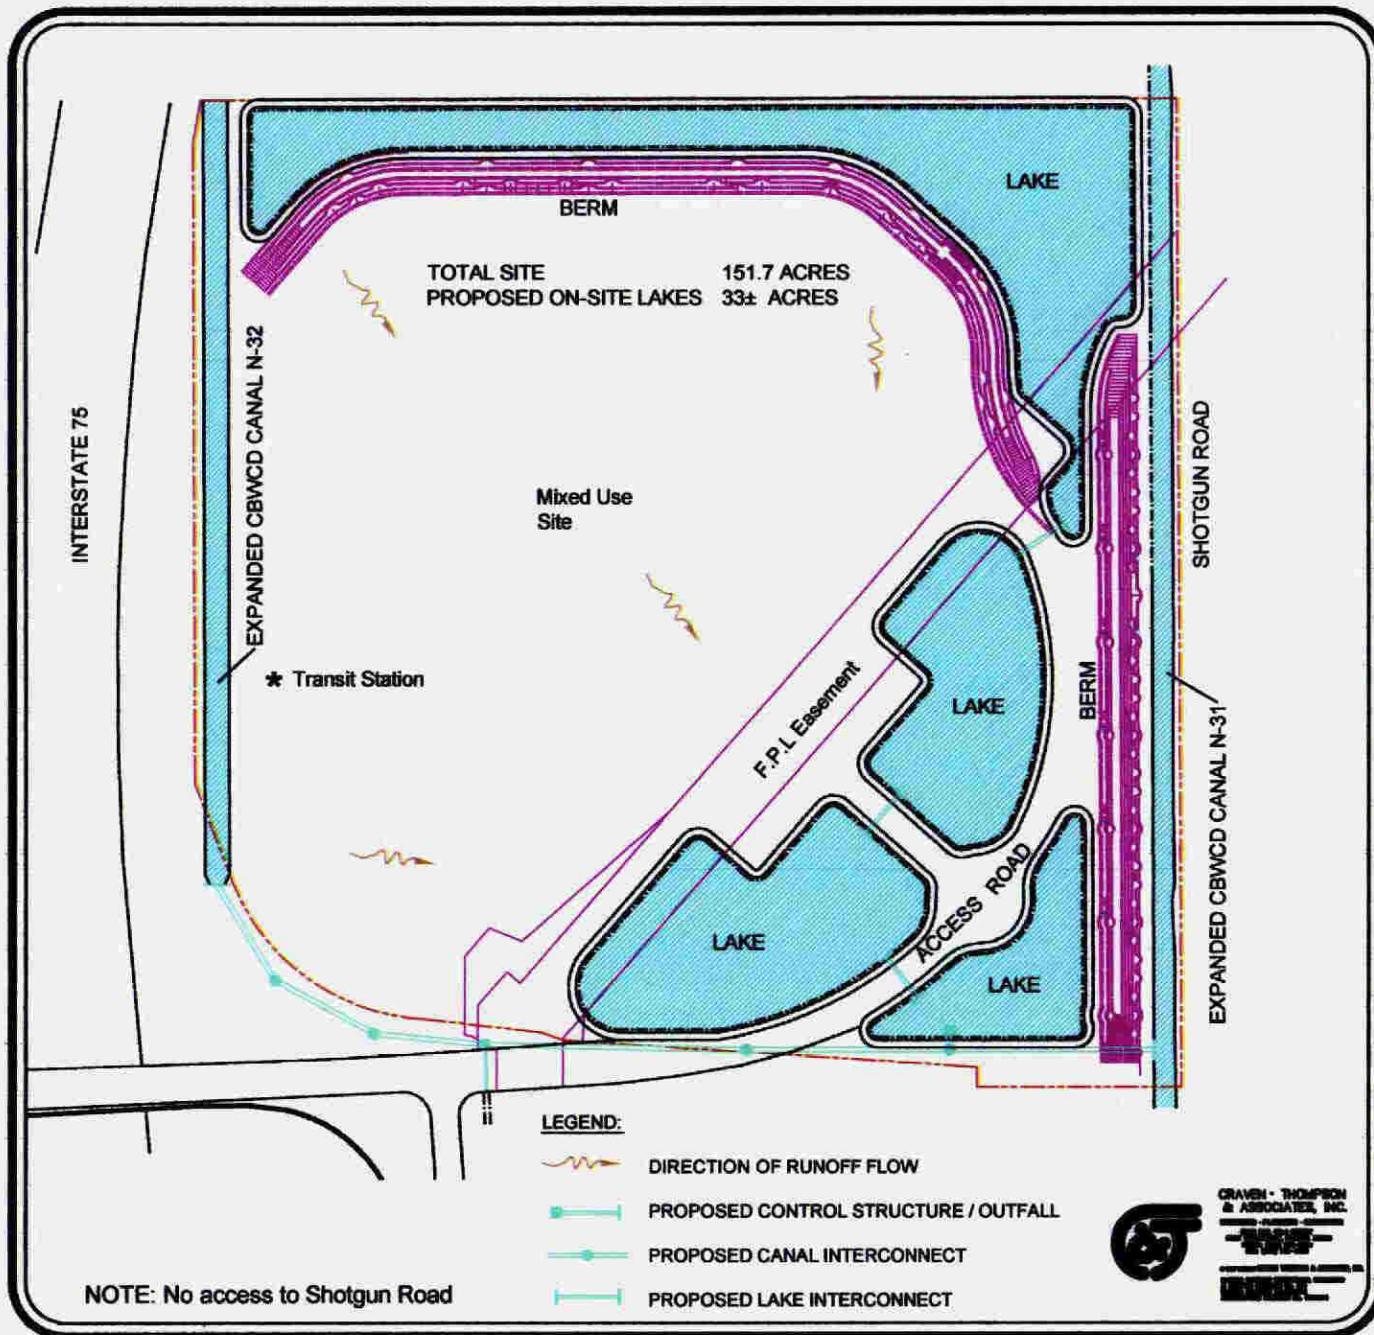 LAKE
BERM
TOTAL SITE 151.7 ACRES
PROPOSED ON-SITE LAKES 33± ACRES
INTERSTATE 75
EXPANDED CBWCD CANAL N-32
SHOTGUN ROAD
Mixed Use
Site
* Transit Station
F.P.L Easement
LAKE
BERM
EXPANDED CBWCD CANAL N-31
ACCESS ROAD
LAKE
LAKE
LEGEND:
DIRECTION OF RUNOFF FLOW
PROPOSED CONTROL STRUCTURE / OUTFALL
PROPOSED CANAL INTERCONNECT
PROPOSED LAKE INTERCONNECT
NOTE: No access to Shotgun Road
CRAVEN • THOMPSON
& ASSOCIATES, INC.